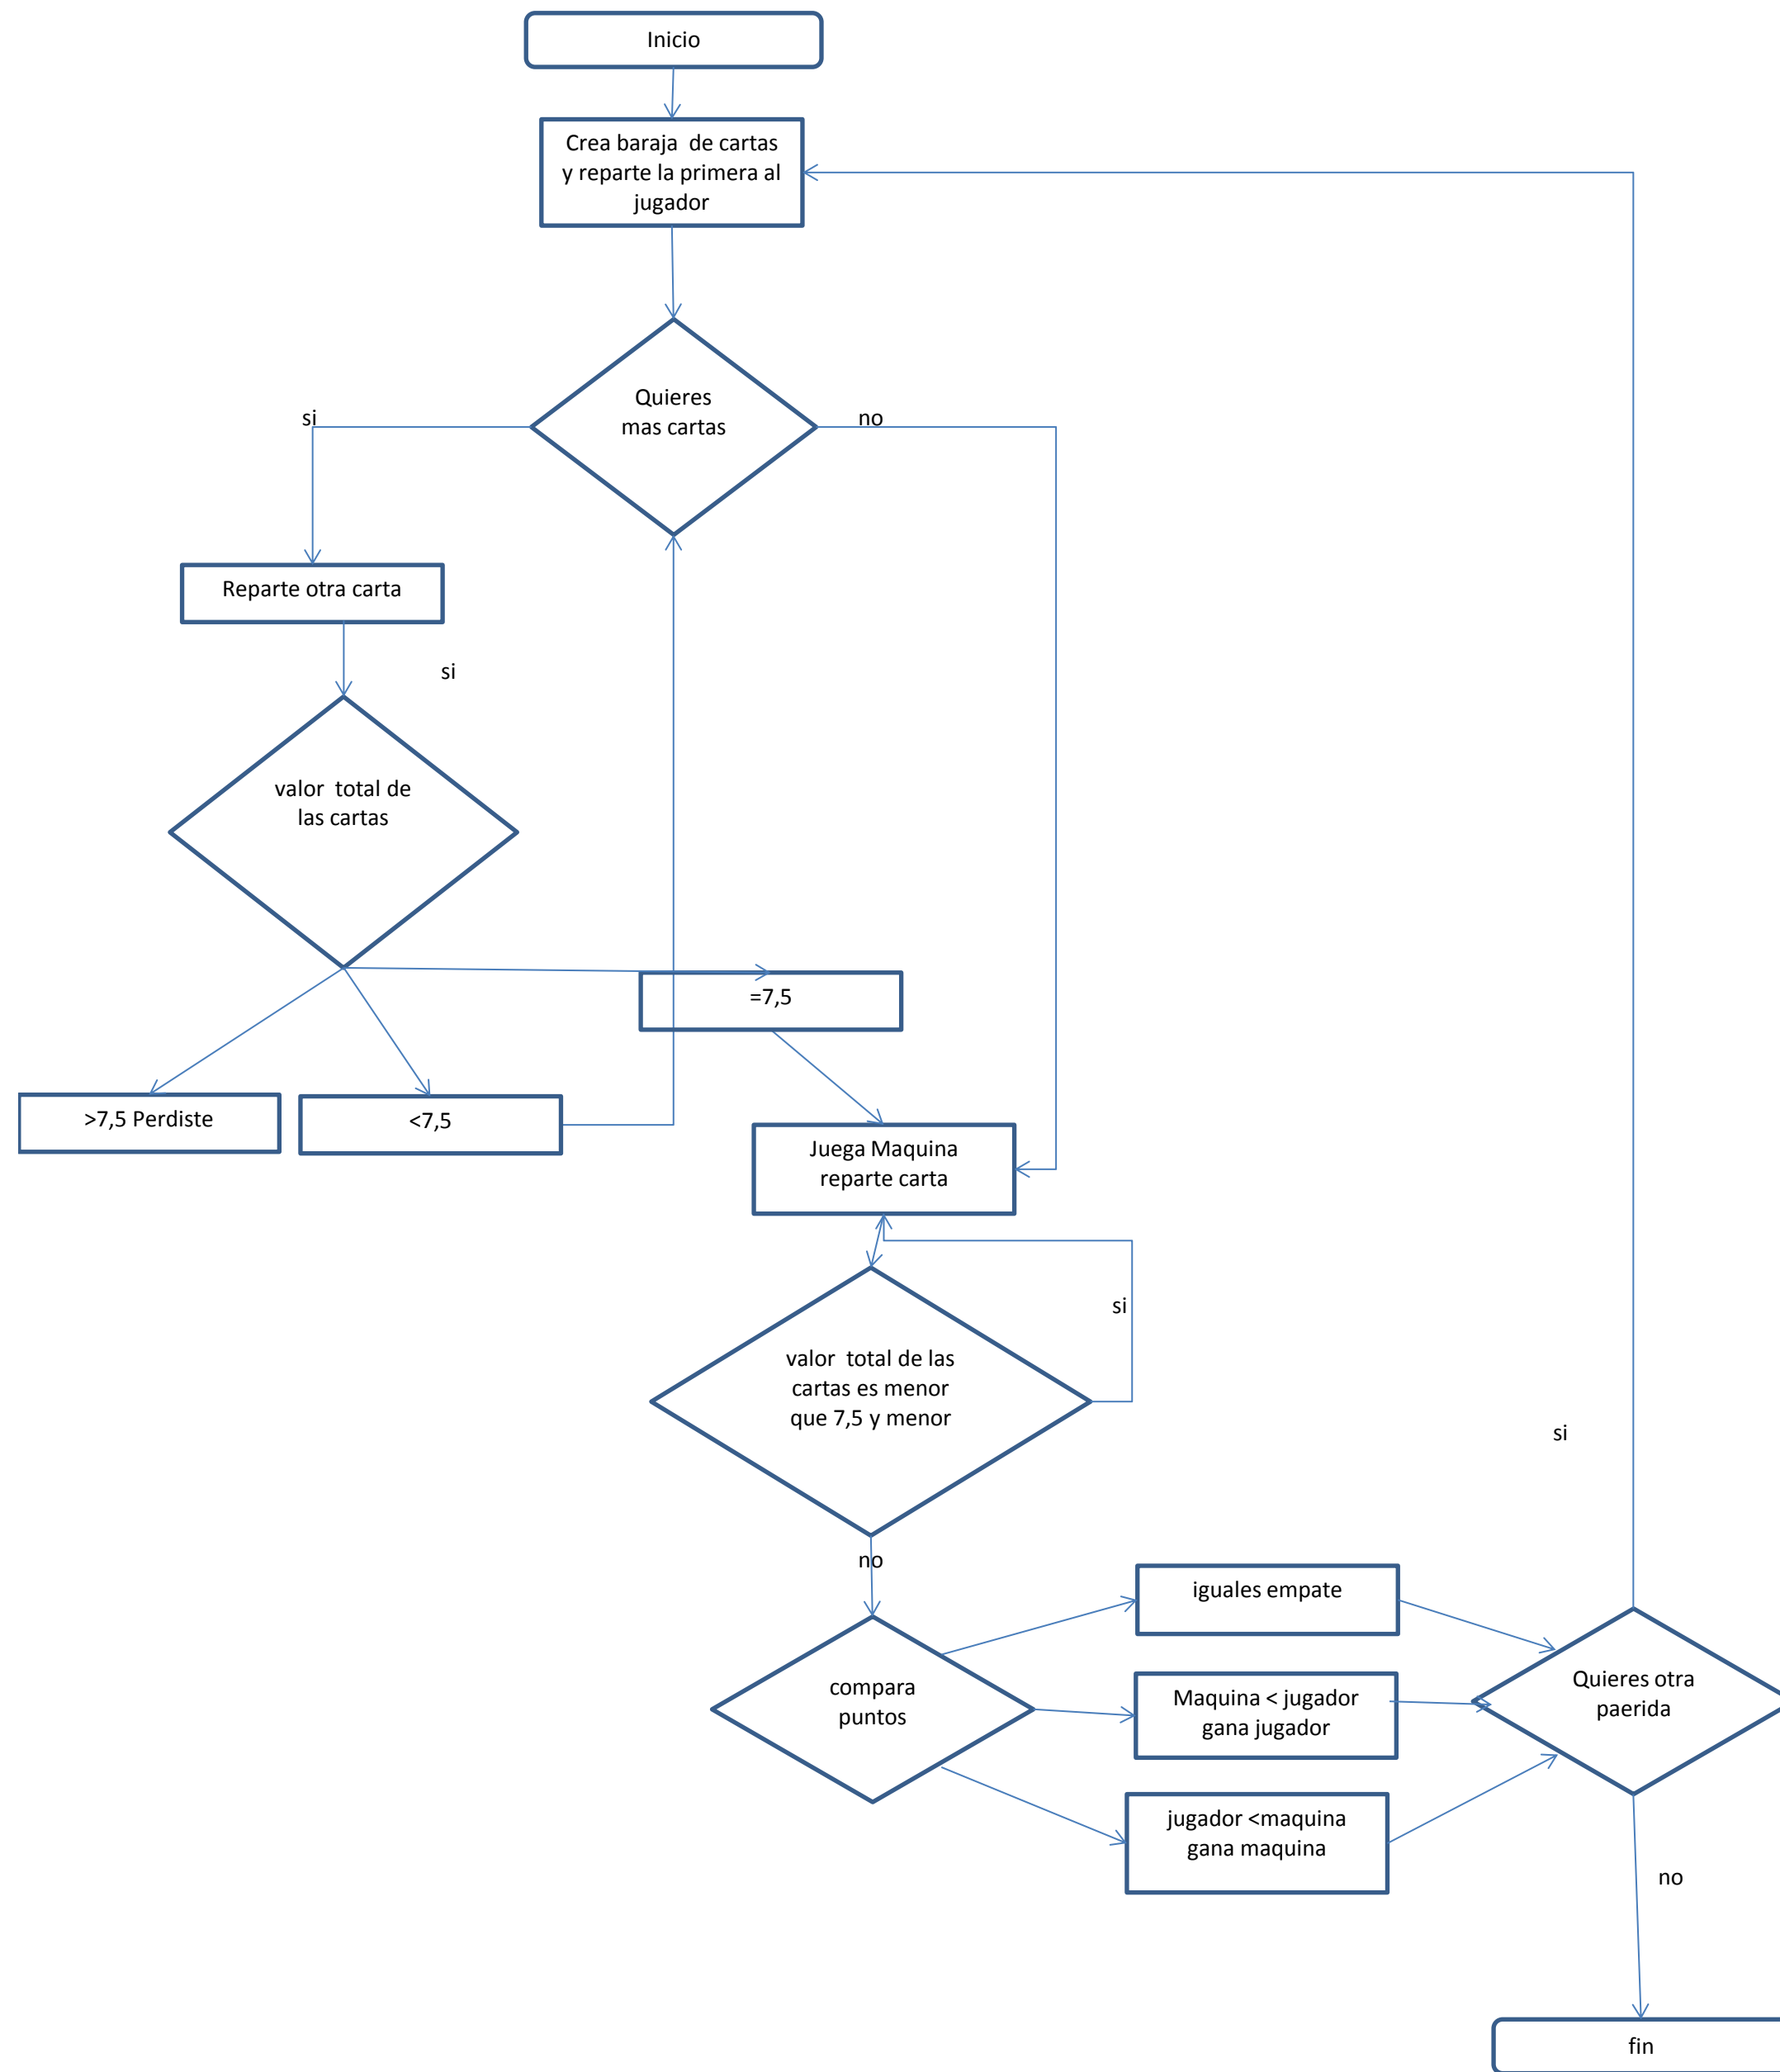 Inicio
Crea baraja  de cartas
y reparte la primera al
jugador
Quieres
mas cartas
si
no
Reparte otra carta
si
valor  total de
las cartas
=7,5
>7,5 Perdiste
<7,5
Juega Maquina
reparte carta
si
valor  total de las
cartas es menor
que 7,5 y menor
si
no
iguales empate
compara
puntos
Maquina < jugador
gana jugador
Quieres otra
paerida
jugador <maquina
gana maquina
no
fin